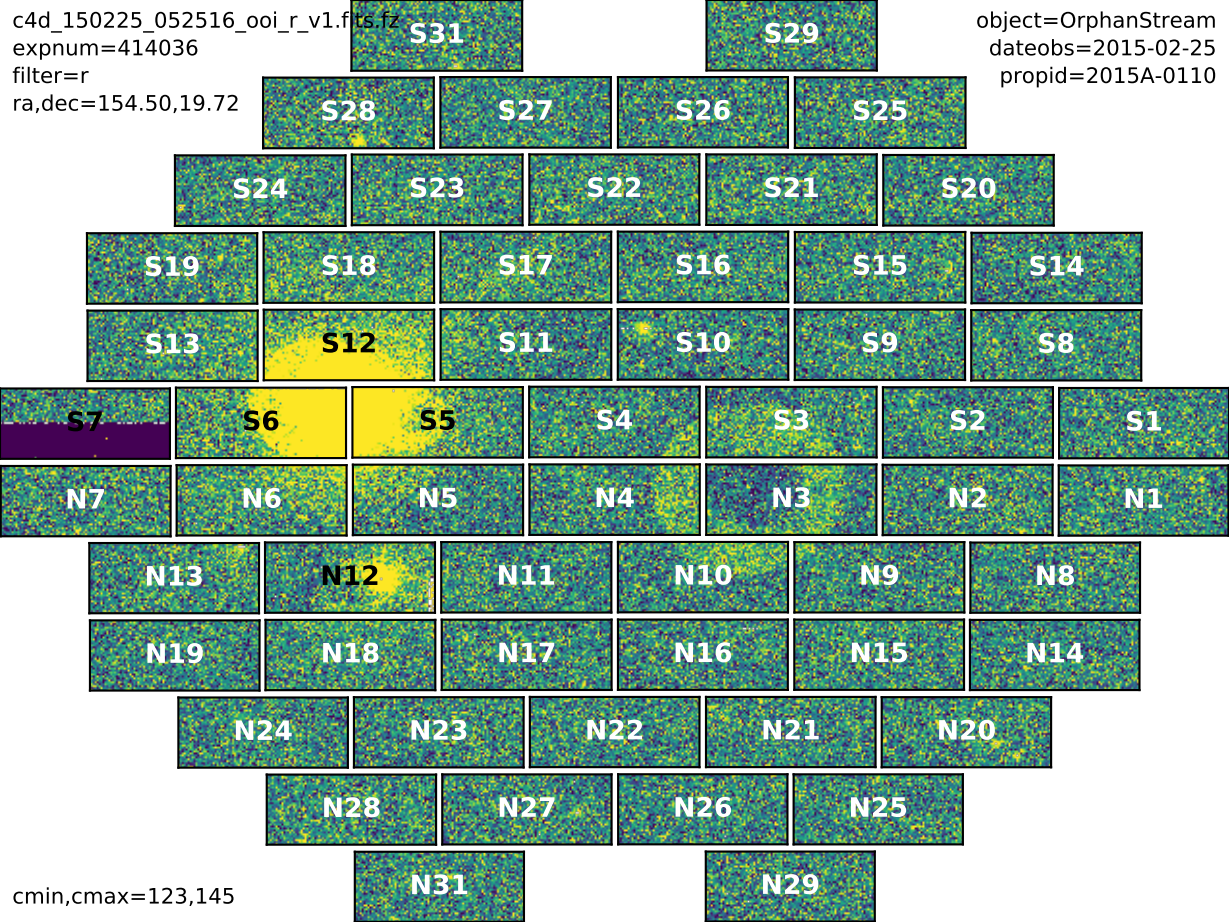 c4d_150225_052516_ooi_r_v1.fits.fz
expnum=414036
filter=r
ra,dec=154.50,19.72
object=OrphanStream
dateobs=2015-02-25
propid=2015A-0110
S31 S29
S28 S27 S26 S25
S24 S23 S22 S21 S20
S19 S18 S17 S16 S15 S14
S13 S12 S11 S10 S9 S8
S7 S6 S5 S4 S3 S2 S1
N7 N6 N5 N4 N3 N2 N1
N13 N12 N11 N10 N9 N8
N19 N18 N17 N16 N15 N14
N24 N23 N22 N21 N20
N28 N27 N26 N25
N31 N29
cmin,cmax=123,145